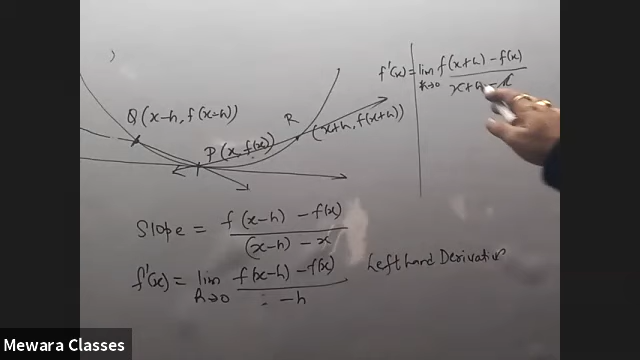 )
Q(x-h, f(x-h))
P(x, f(x))
R
(x+h, f(x+h))
f'(x) = lim h→0 f(x+h) - f(x) / x+h - x
Slope = f(x-h) - f(x) / (x-h) - x
f'(x) = lim h→0 f(x-h) - f(x) / -h
Left hand Derivative
Mewara Classes